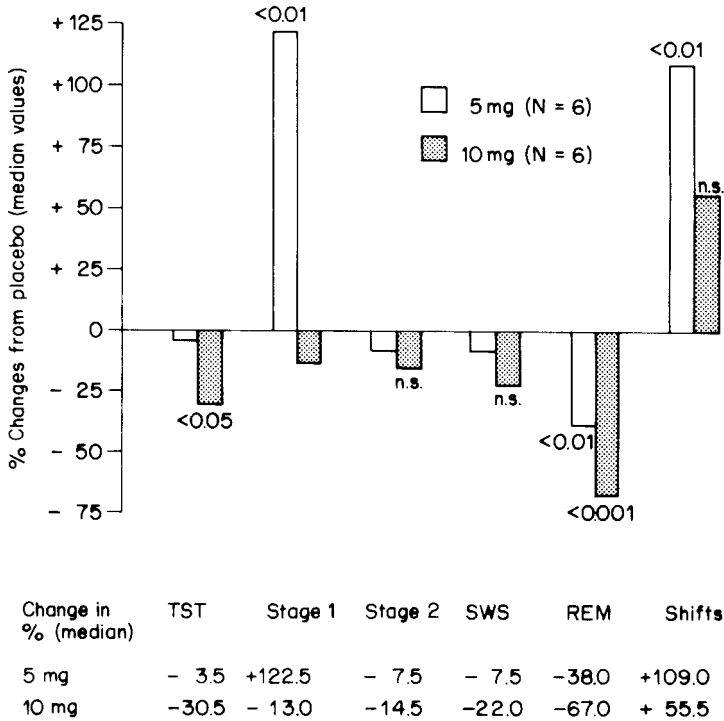 <0.01
+125
<0.01
+100
5 mg (N = 6)
+ 75
10 mg (N = 6)
+ 50
n.s.
+ 25
0
n.s.
n.s.
- 25
<0.05
<0.01
- 50
- 75
<0.001
% Changes from placebo (median values)
Change in TST Stage 1 Stage 2 SWS REM Shifts
% (median)
5 mg - 3.5 +122.5 - 7.5 - 7.5 -38.0 +109.0
10 mg -30.5 - 13.0 -14.5 -22.0 -67.0 + 55.5